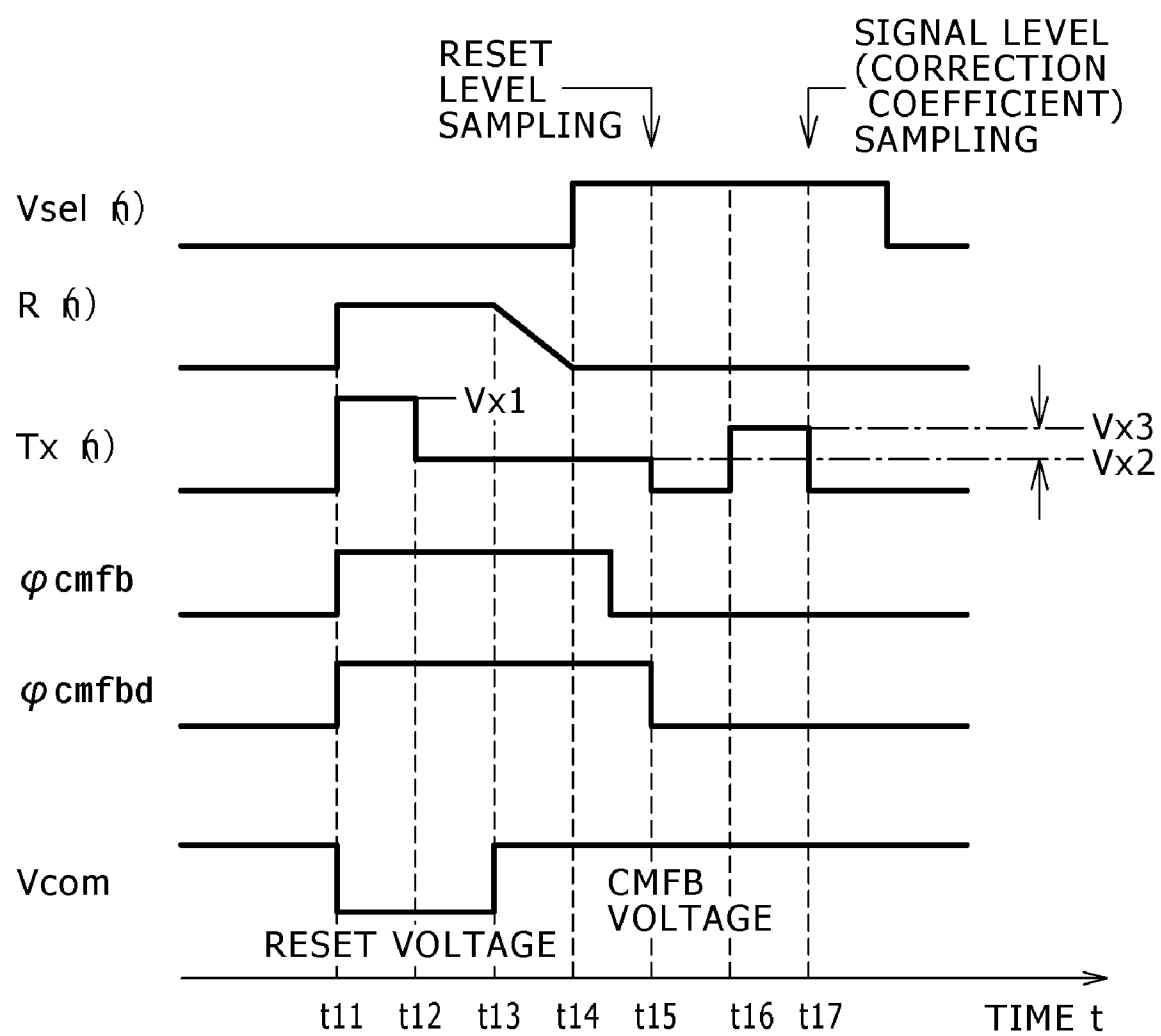 RESET
LEVEL
SAMPLING
SIGNAL LEVEL
(CORRECTION
COEFFICIENT)
SAMPLING
Vsel (n)
R (n)
Vx1
Tx (n)
Vx3
Vx2
φcmfb
φcmfbd
Vcom
CMFB
VOLTAGE
RESET VOLTAGE
t11 t12 t13 t14 t15 t16 t17 TIME t